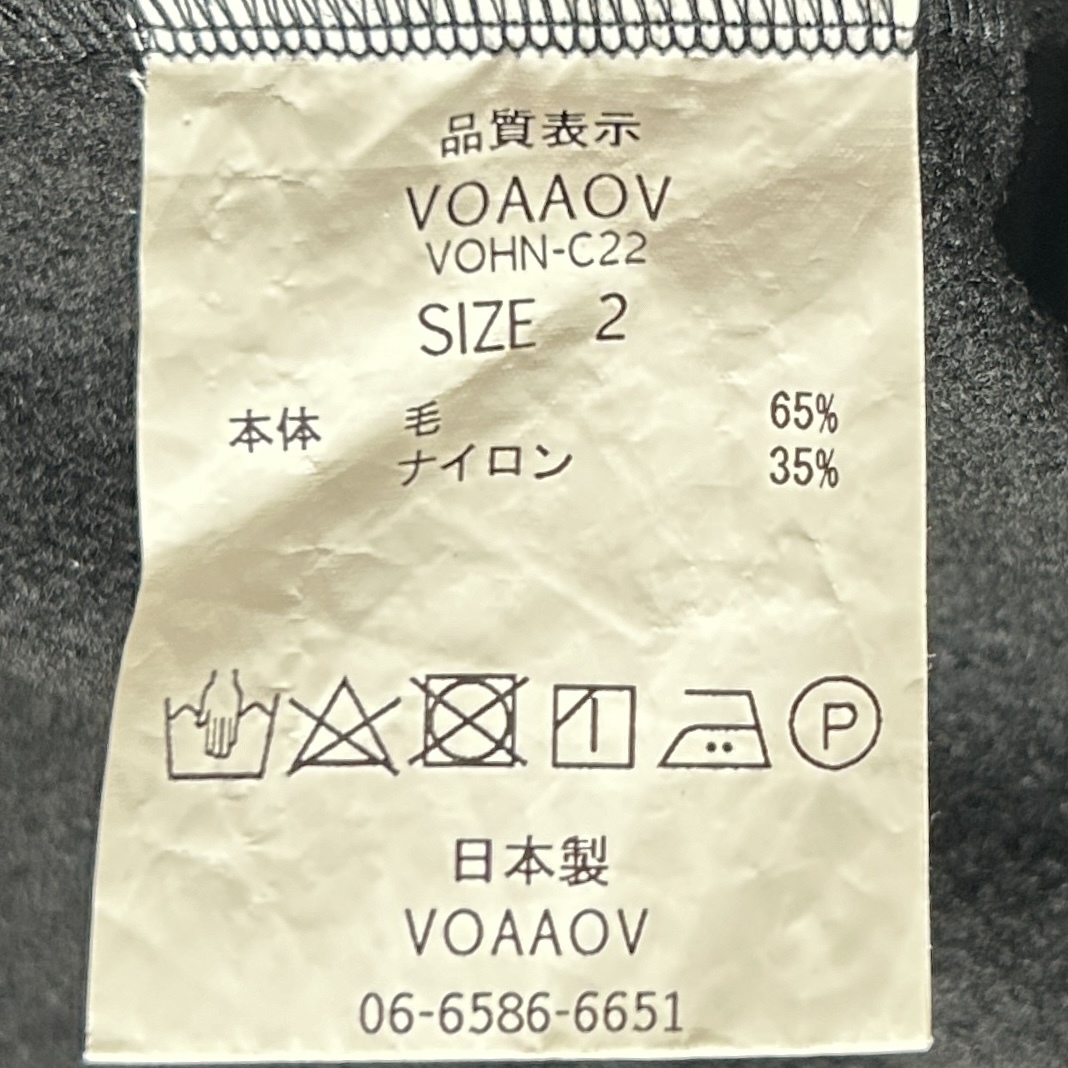 品質表示
VOAAOV
VOHN-C22
SIZE 2
本体 毛 65%
ナイロン 35%
P
日本製
VOAAOV
06-6586-6651